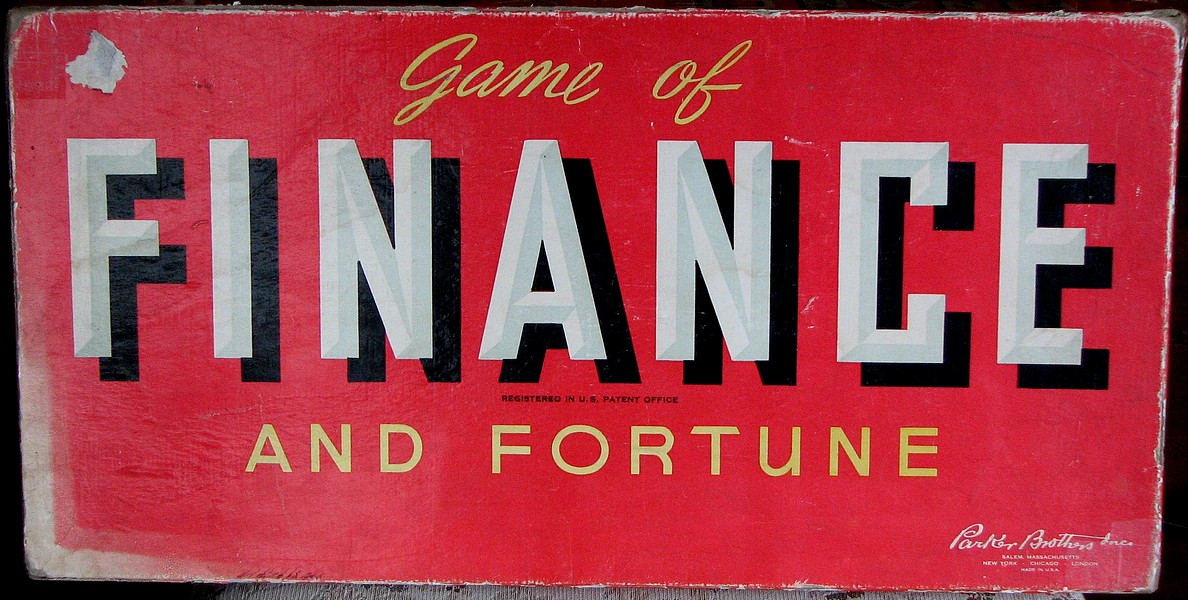 Game of
FINANCE
REGISTERED IN U.S. PATENT OFFICE
AND FORTUNE
Parker Brothers Inc.
SALEM, MASSACHUSETTS
NEW YORK · CHICAGO · LONDON
MADE IN U.S.A.